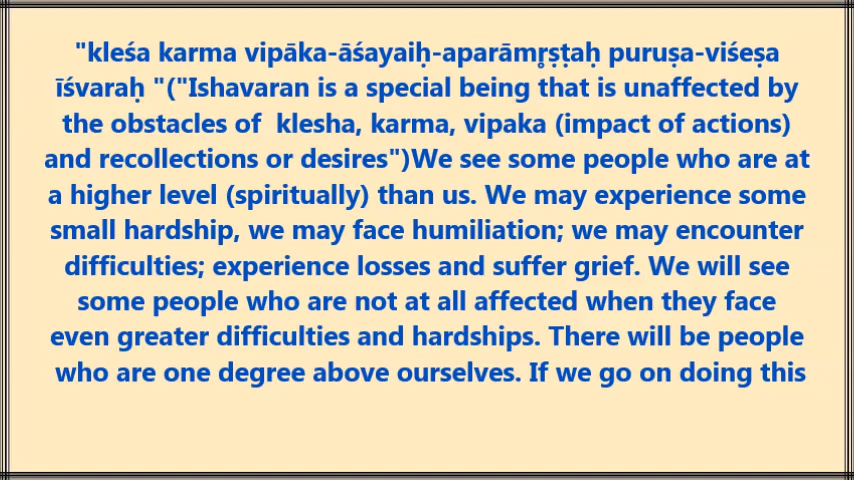 "kleśa karma vipāka-āśayaiḥ-aparāmr̥ṣṭaḥ puruṣa-viśeṣa
īśvaraḥ "("Ishavaran is a special being that is unaffected by
the obstacles of  klesha, karma, vipaka (impact of actions)
and recollections or desires")We see some people who are at
a higher level (spiritually) than us. We may experience some
small hardship, we may face humiliation; we may encounter
difficulties; experience losses and suffer grief. We will see
some people who are not at all affected when they face
even greater difficulties and hardships. There will be people
who are one degree above ourselves. If we go on doing this